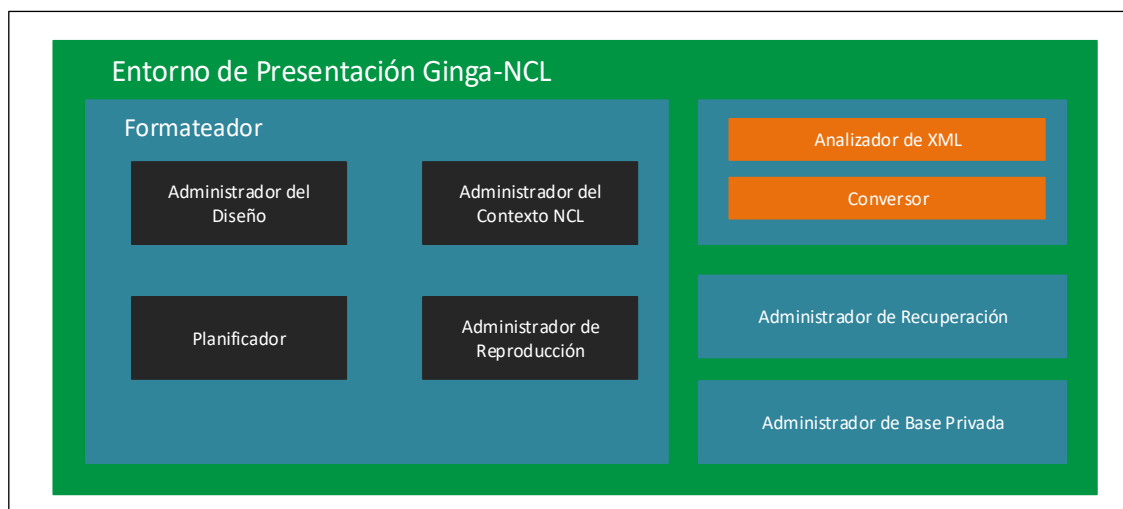 Entorno de Presentación Ginga-NCL
Formateador
Administrador del
Diseño
Administrador del
Contexto NCL
Planificador
Administrador de
Reproducción
Analizador de XML
Conversor
Administrador de Recuperación
Administrador de Base Privada